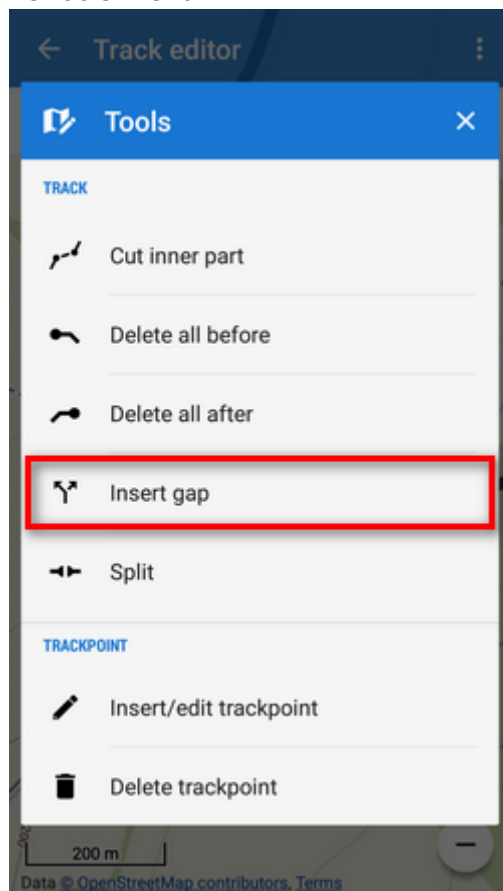 Track editor
Tools
TRACK
Cut inner part
Delete all before
Delete all after
Insert gap
Split
TRACKPOINT
Insert/edit trackpoint
Delete trackpoint
200
200 m
Data © OpenStreetMap contributors, Terms